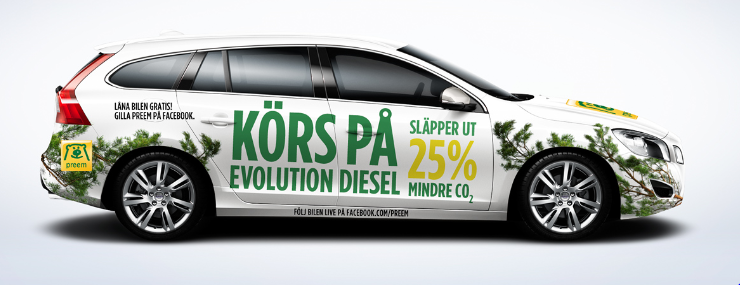 LÅNA BILEN GRATIS!
GILLA PREEM PÅ FACEBOOK.
preem
KÖRS PÅ
EVOLUTION DIESEL
SLÄPPER UT
25%
MINDRE CO₂
FÖLJ BILEN LIVE PÅ FACEBOOK.COM/PREEM